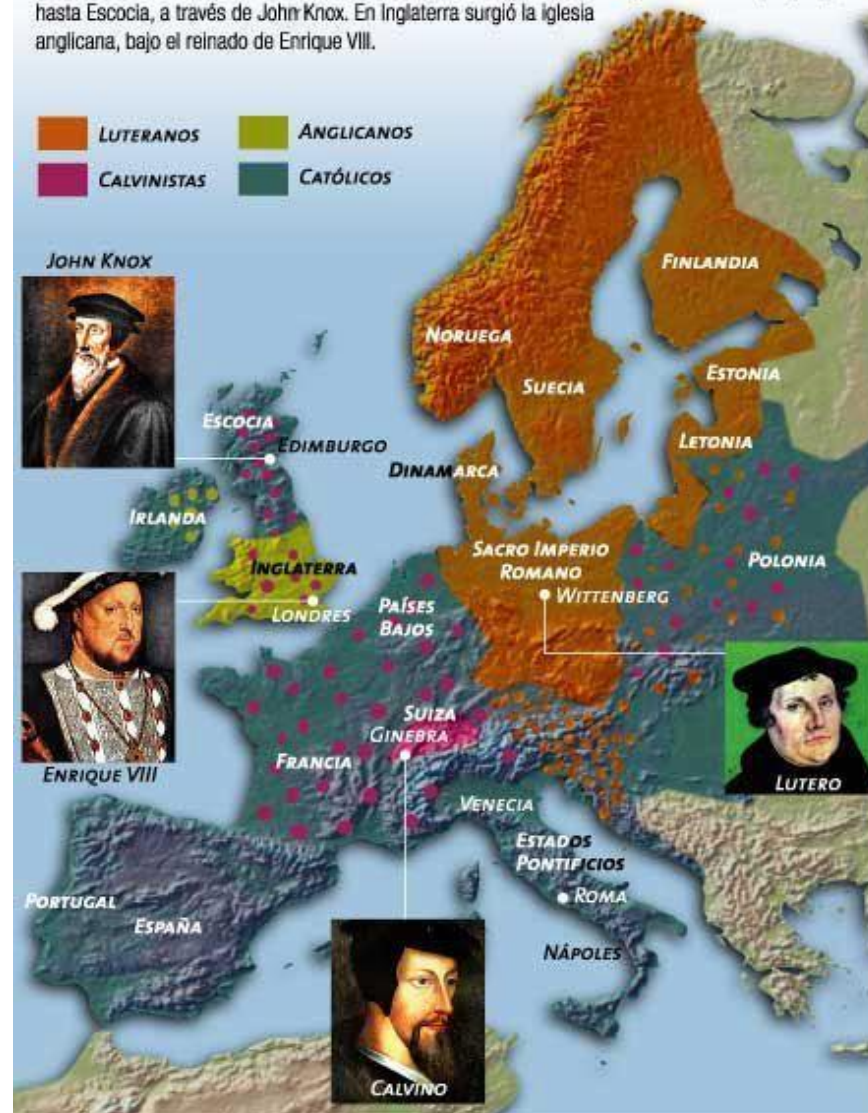 hasta Escocia, a través de John Knox. En Inglaterra surgió la iglesia
anglicana, bajo el reinado de Enrique VIII.
LUTERANOS
ANGLICANOS
CALVINISTAS
CATÓLICOS
JOHN KNOX
FINLANDIA
NORUEGA
SUECIA
ESTONIA
LETONIA
ESCOCIA
EDIMBURGO
DINAMARCA
IRLANDA
SACRO IMPERIO
ROMANO
POLONIA
INGLATERRA
WITTENBERG
LONDRES
PAÍSES
BAJOS
SUIZA
GINEBRA
FRANCIA
ENRIQUE VIII
LUTERO
VENECIA
ESTADOS
PONTIFICIOS
ROMA
PORTUGAL
ESPAÑA
NÁPOLES
CALVINO